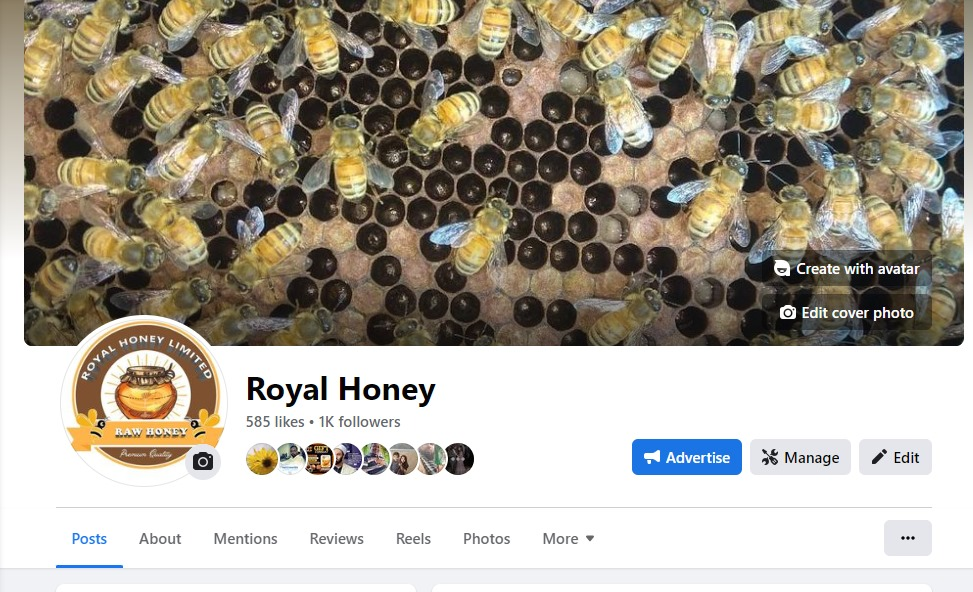 Create with avatar
Edit cover photo
ROYAL HONEY LIMITED
RAW HONEY
Premium Quality
Royal Honey
585 likes • 1K followers
Advertise
Manage
Edit
Posts
About
Mentions
Reviews
Reels
Photos
More